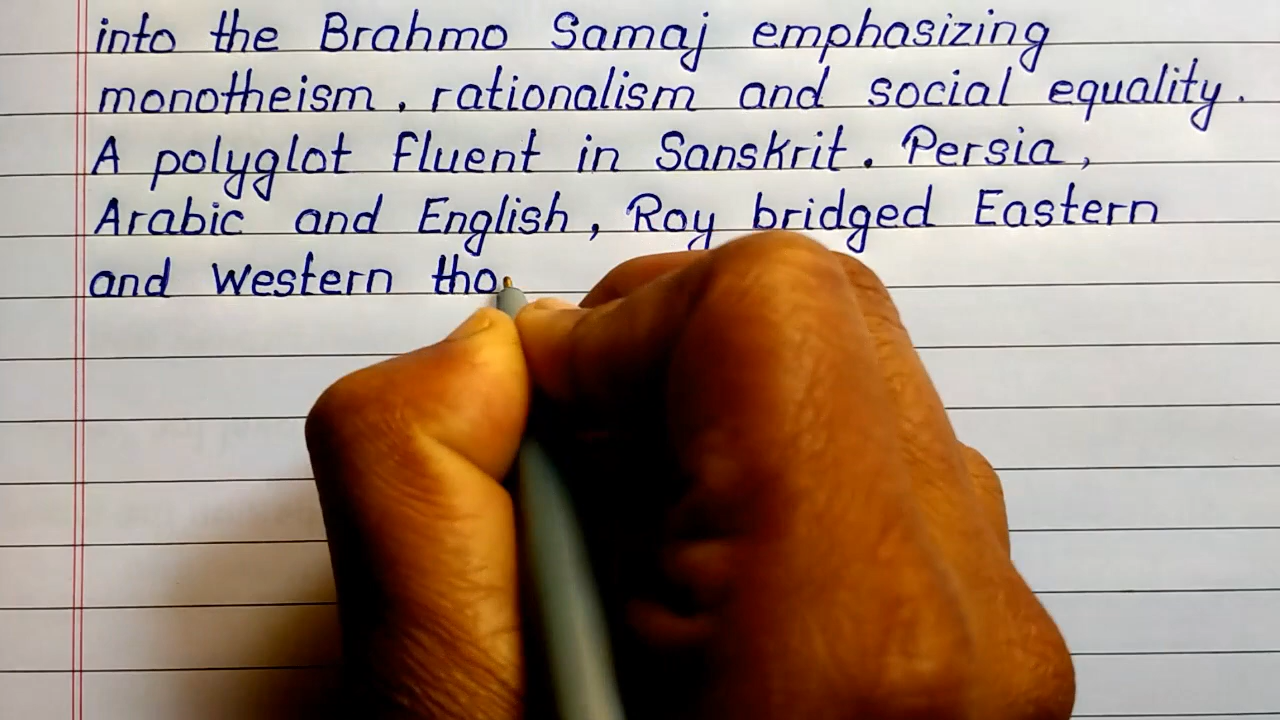 into the Brahmo Samaj emphasizing
monotheism, rationalism and social equality.
A polyglot fluent in Sanskrit. Persia,
Arabic and English, Roy bridged Eastern
and Western tho